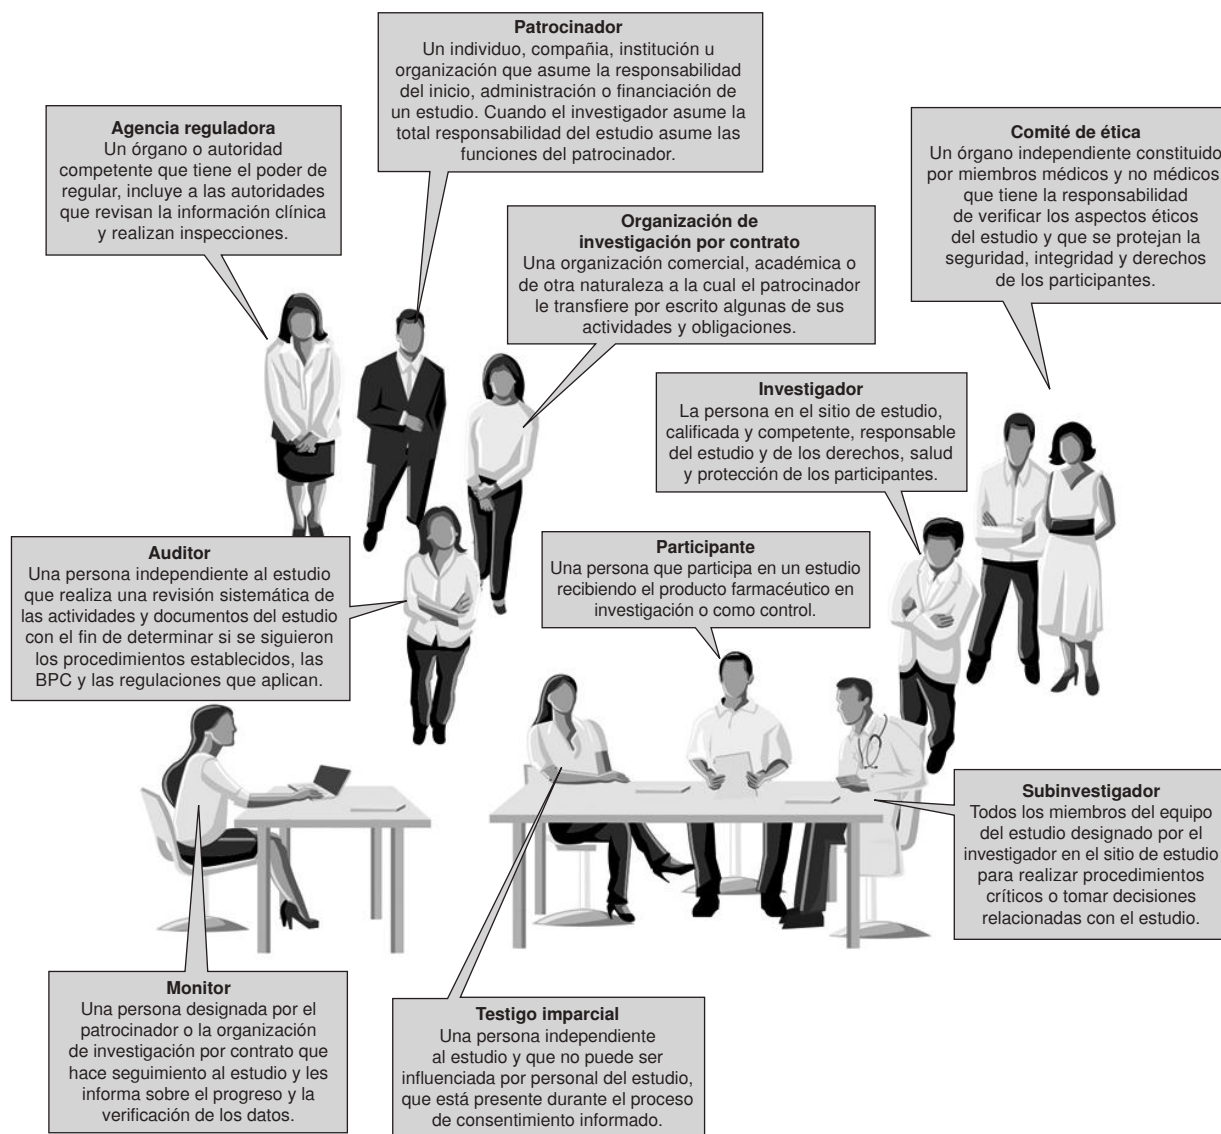 Patrocinador
Un individuo, compañia, institución u
organización que asume la responsabilidad
del inicio, administración o financiación de
un estudio. Cuando el investigador asume la
total responsabilidad del estudio asume las
funciones del patrocinador.
Agencia reguladora
Un órgano o autoridad
competente que tiene el poder de
regular, incluye a las autoridades
que revisan la información clínica
y realizan inspecciones.
Comité de ética
Un órgano independiente constituido
por miembros médicos y no médicos
que tiene la responsabilidad
de verificar los aspectos éticos
del estudio y que se protejan la
seguridad, integridad y derechos
de los participantes.
Organización de
investigación por contrato
Una organización comercial, académica o
de otra naturaleza a la cual el patrocinador
le transfiere por escrito algunas de sus
actividades y obligaciones.
Investigador
La persona en el sitio de estudio,
calificada y competente, responsable
del estudio y de los derechos, salud
y protección de los participantes.
Auditor
Una persona independiente al estudio
que realiza una revisión sistemática de
las actividades y documentos del estudio
con el fin de determinar si se siguieron
los procedimientos establecidos, las
BPC y las regulaciones que aplican.
Participante
Una persona que participa en un estudio
recibiendo el producto farmacéutico en
investigación o como control.
Subinvestigador
Todos los miembros del equipo
del estudio designado por el
investigador en el sitio de estudio
para realizar procedimientos
críticos o tomar decisiones
relacionadas con el estudio.
Monitor
Una persona designada por el
patrocinador o la organización
de investigación por contrato que
hace seguimiento al estudio y les
informa sobre el progreso y la
verificación de los datos.
Testigo imparcial
Una persona independiente
al estudio y que no puede ser
influenciada por personal del estudio,
que está presente durante el proceso
de consentimiento informado.